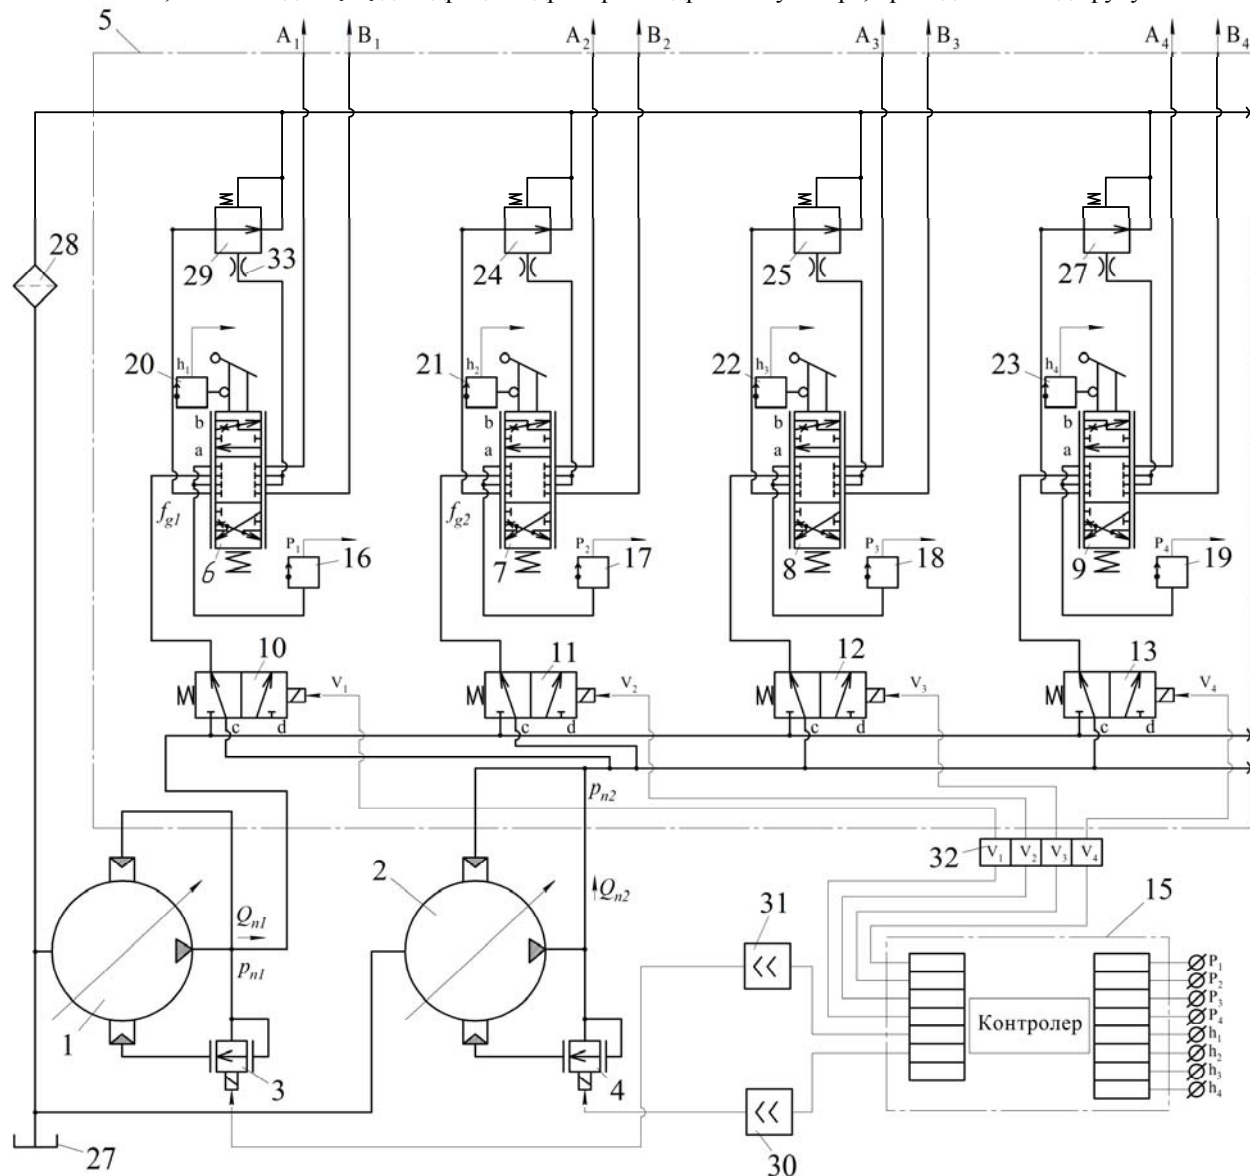 5 A1 B1 A2 B2 A3 B3 A4 B4
28
29 33 24 25 27
20 h1 21 h2 22 h3 23 h4
b b b b
a a a a
fg1 fg2
P1 P2 P3 P4
6 16 7 17 8 18 9 19
10 11 12 13
V1 V2 V3 V4
c d c d c d c d
pn2
32 V1 V2 V3 V4
2
Qn1 Qn2 31 15
pn1
P1
P2
P3
P4
h1
h2
h3
h4
Контролер
<<
1 3 4
<<
27 30